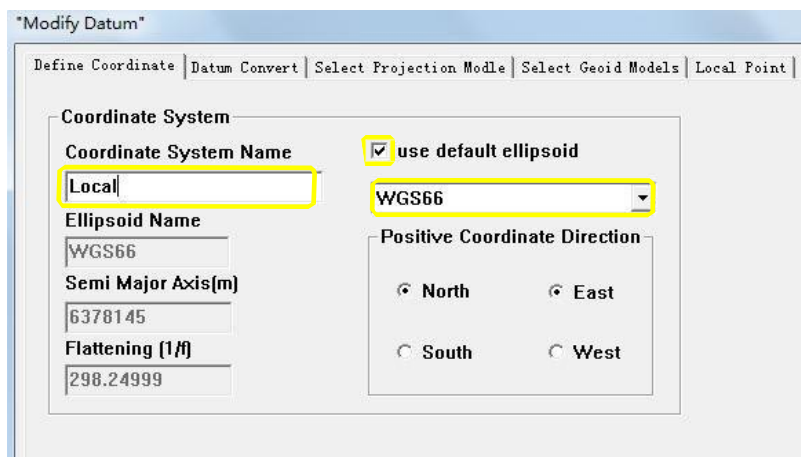 "Modify Datum"
Define Coordinate Datum Convert Select Projection Modle Select Geoid Models Local Point
Coordinate System
Coordinate System Name
Local
use default ellipsoid
WGS66
Ellipsoid Name
WGS66
Semi Major Axis(m)
6378145
Flattening (1/f)
298.24999
Positive Coordinate Direction
North East
South West